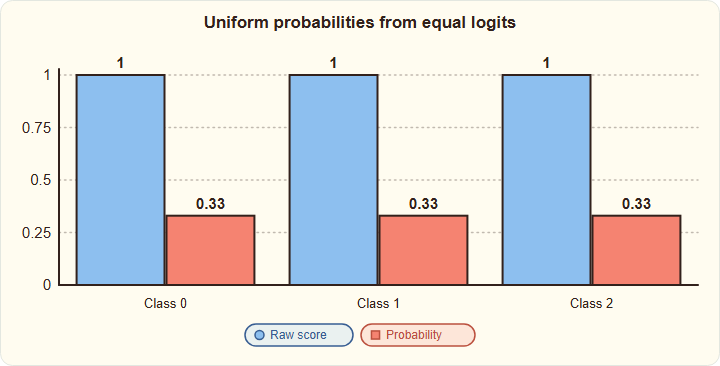 Uniform probabilities from equal logits
1 1 1
1
0.75
0.5
0.33 0.33 0.33
0.25
0
Class 0 Class 1 Class 2
Raw score Probability